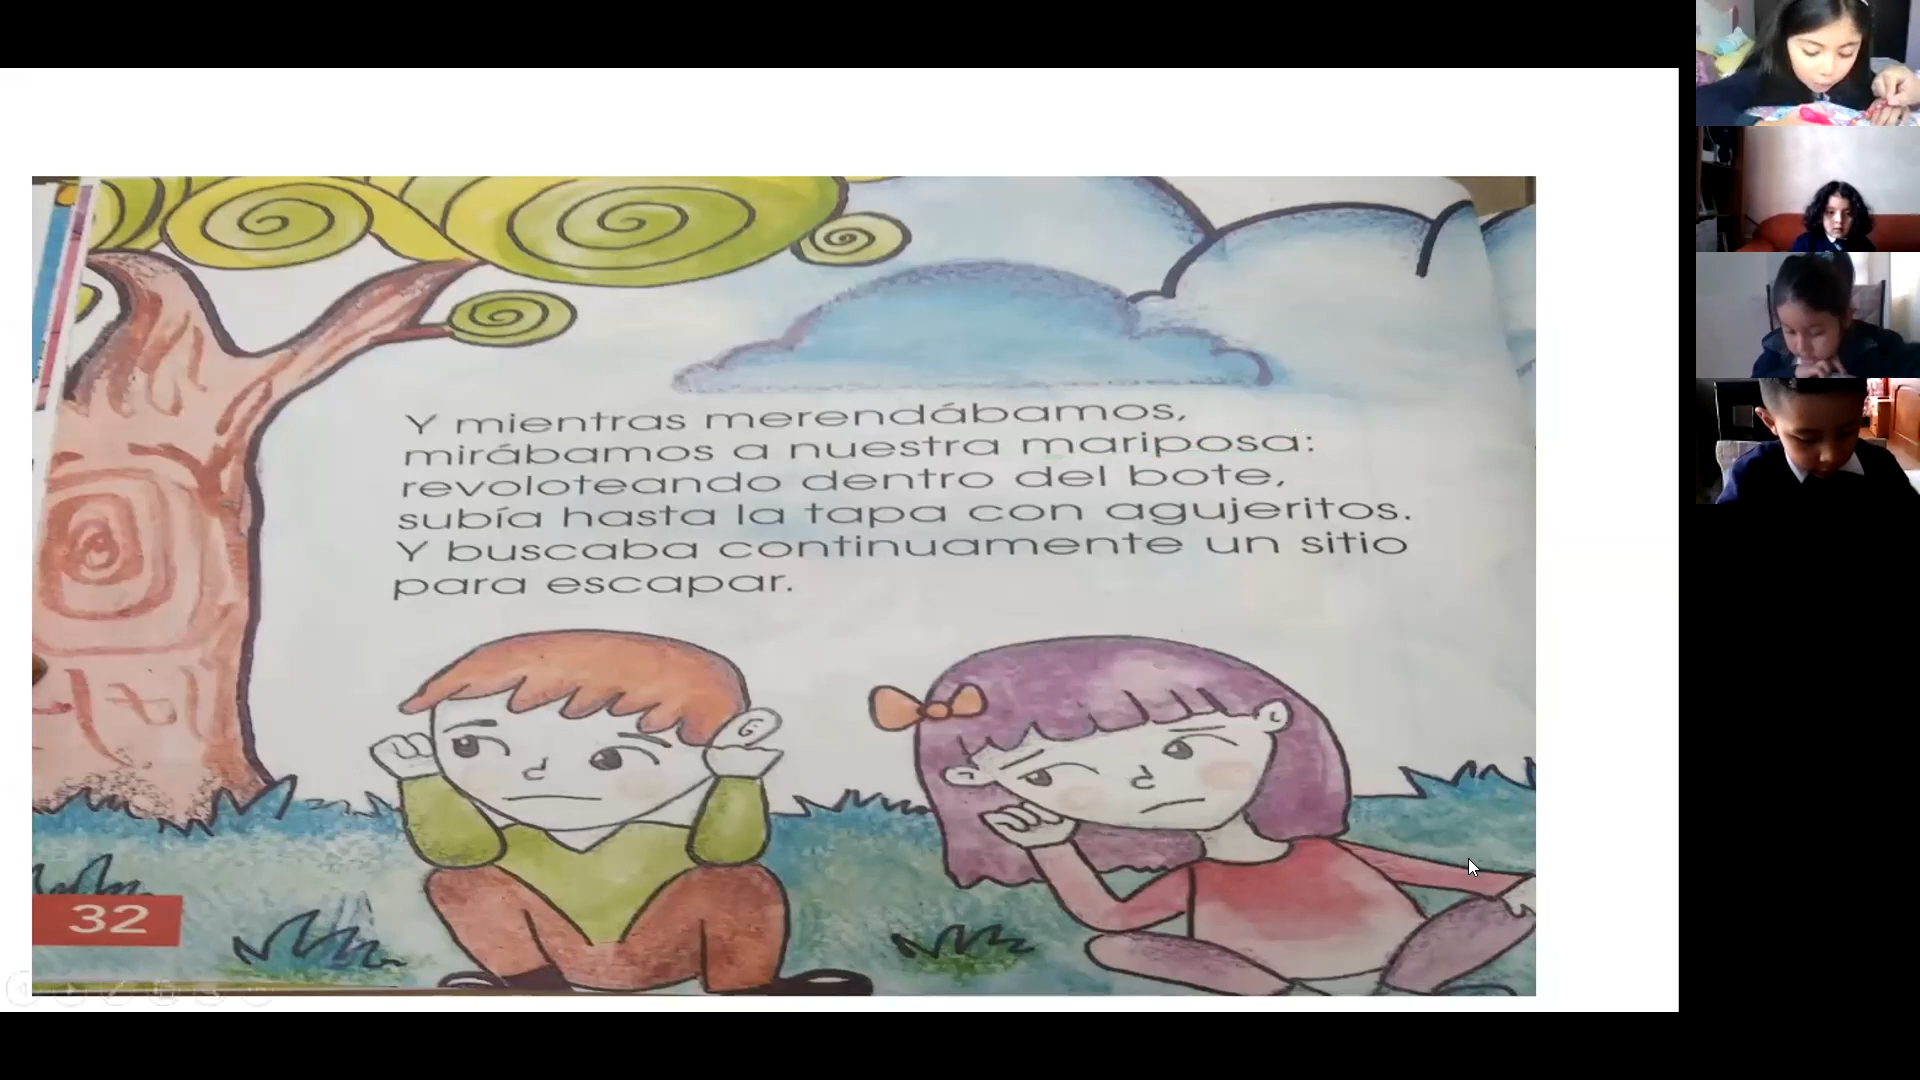 Y mientras merendábamos,
mirábamos a nuestra mariposa:
revoloteando dentro del bote,
subía hasta la tapa con agujeritos.
Y buscaba continuamente un sitio
para escapar.
32